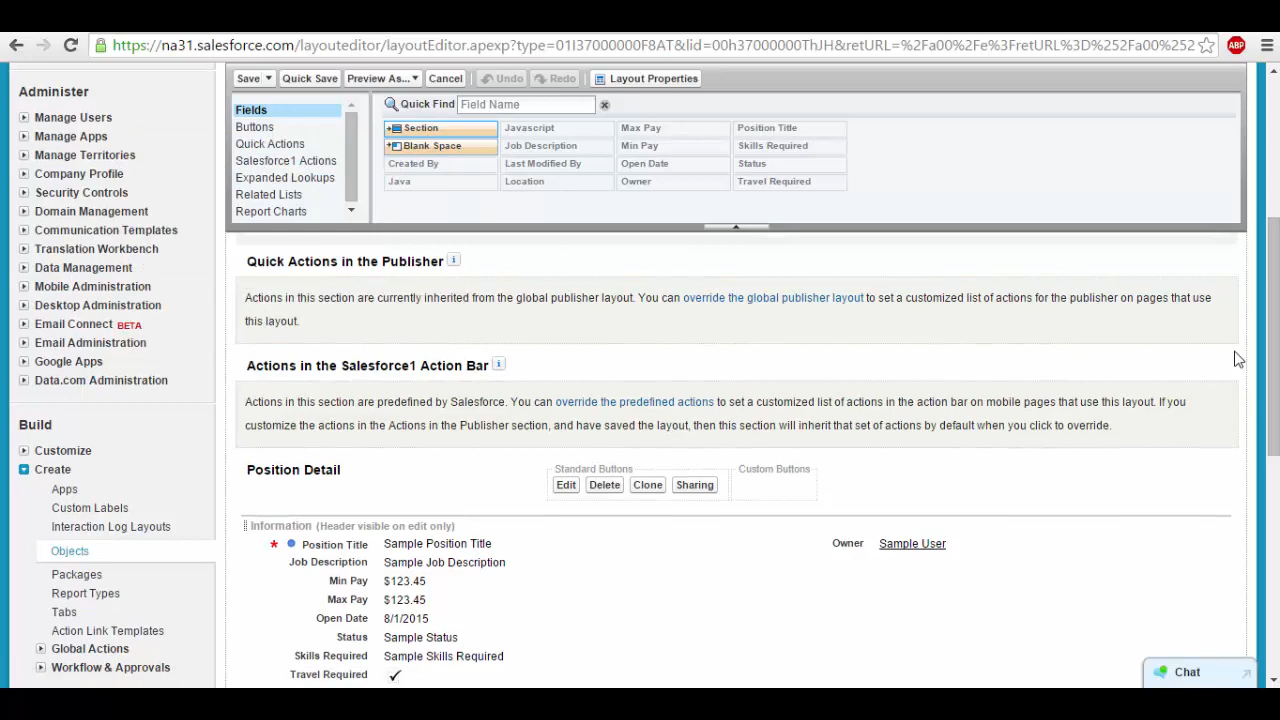 https://na31.salesforce.com/layouteditor/layoutEditor.apexp?type=01I37000000F8AT&lid=00h37000000ThJH&retURL=%2Fa00%2Fe%3FretURL%3D%252Fa00%252
ABP
Administer
Manage Users
Manage Apps
Manage Territories
Company Profile
Security Controls
Domain Management
Communication Templates
Translation Workbench
Data Management
Mobile Administration
Desktop Administration
Email Connect BETA
Email Administration
Google Apps
Data.com Administration
Build
Customize
Create
Apps
Custom Labels
Interaction Log Layouts
Objects
Packages
Report Types
Tabs
Action Link Templates
Global Actions
Workflow & Approvals
Save Quick Save Preview As... Cancel Undo Redo Layout Properties
Fields
Buttons
Quick Actions
Salesforce1 Actions
Expanded Lookups
Related Lists
Report Charts
Quick Find Field Name
Section Javascript Max Pay Position Title
Blank Space Job Description Min Pay Skills Required
Created By Last Modified By Open Date Status
Java Location Owner Travel Required
Quick Actions in the Publisher
Actions in this section are currently inherited from the global publisher layout. You can override the global publisher layout to set a customized list of actions for the publisher on pages that use
this layout.
Actions in the Salesforce1 Action Bar
Actions in this section are predefined by Salesforce. You can override the predefined actions to set a customized list of actions in the action bar on mobile pages that use this layout. If you
customize the actions in the Actions in the Publisher section, and have saved the layout, then this section will inherit that set of actions by default when you click to override.
Position Detail
Standard Buttons Custom Buttons
Edit Delete Clone Sharing
Information (Header visible on edit only)
* Position Title Sample Position Title Owner Sample User
Job Description Sample Job Description
Min Pay $123.45
Max Pay $123.45
Open Date 8/1/2015
Status Sample Status
Skills Required Sample Skills Required
Travel Required ✓
Chat